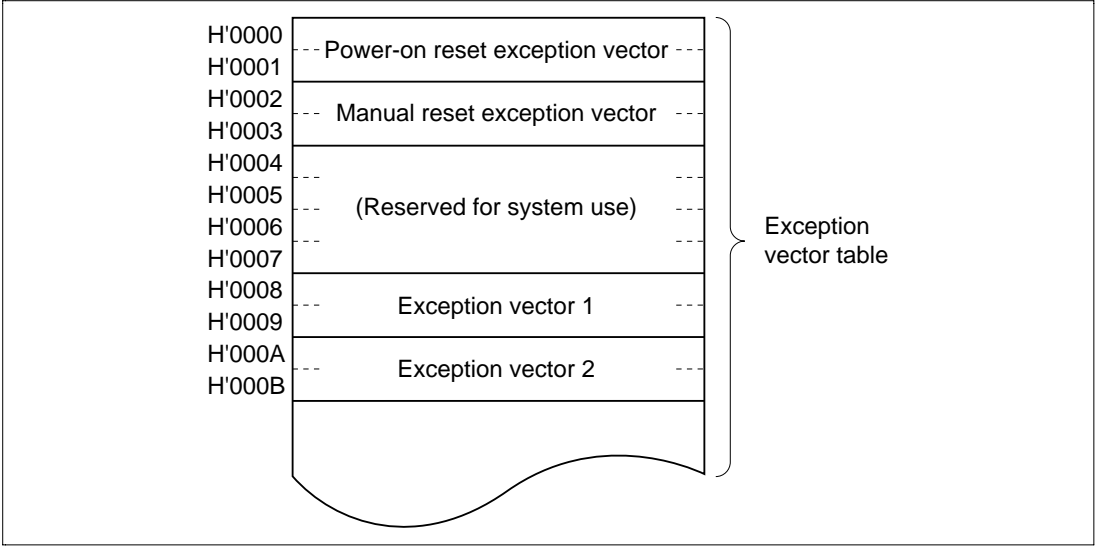 H'0000
Power-on reset exception vector
H'0001
H'0002
Manual reset exception vector
H'0003
H'0004
H'0005
(Reserved for system use)
H'0006
H'0007
Exception
vector table
H'0008
Exception vector 1
H'0009
H'000A
Exception vector 2
H'000B